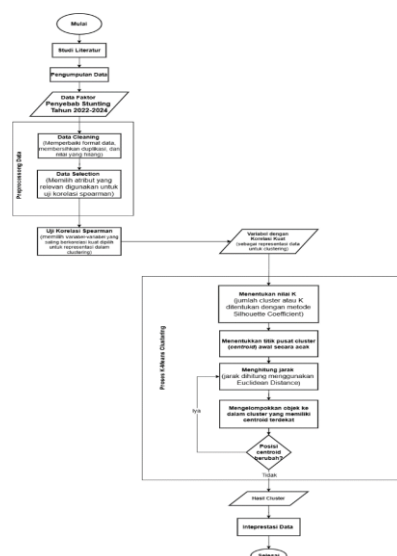 Mulai
Studi Literatur
Pengumpulan Data
Data Faktor
Penyebab Stunting
Tahun 2022-2024
Preprocessing Data
Data Cleaning
(Memperbaiki format data,
membersihkan duplikasi, dan
nilai yang hilang)
Data Selection
(Memilih atribut yang
relevan digunakan untuk
uji korelasi spearman)
Uji Korelasi Spearman
(memilih variabel-variabel yang
saling berkorelasi kuat dipilih
untuk representasi dalam
clustering)
Variabel dengan
Korelasi Kuat
(sebagai representasi data
untuk clustering)
Proses K-Means Clustering
Menentukan nilai K
(jumlah cluster atau K
ditentukan dengan metode
Silhouette Coefficient)
Menentukkan titik pusat cluster
(centroid) awal secara acak
Menghitung jarak
(jarak dihitung menggunakan
Euclidean Distance)
Mengelompokkan objek ke
dalam cluster yang memiliki
centroid terdekat
Iya
Posisi
centroid
berubah?
Tidak
Hasil Cluster
Inteprestasi Data
Selesai